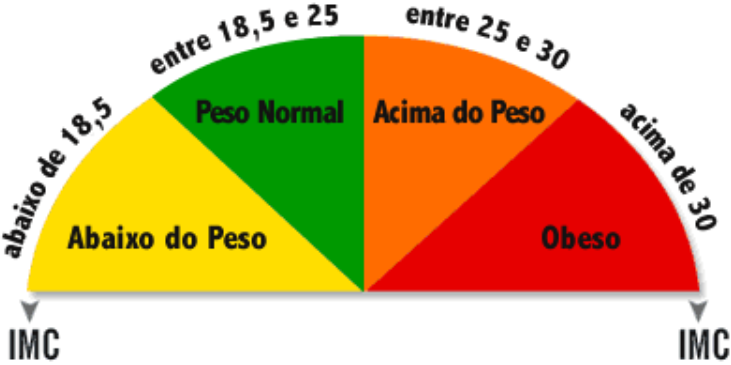 abaixo de 18,5
entre 18,5 e 25
entre 25 e 30
acima de 30
Abaixo do Peso
Peso Normal
Acima do Peso
Obeso
IMC
IMC